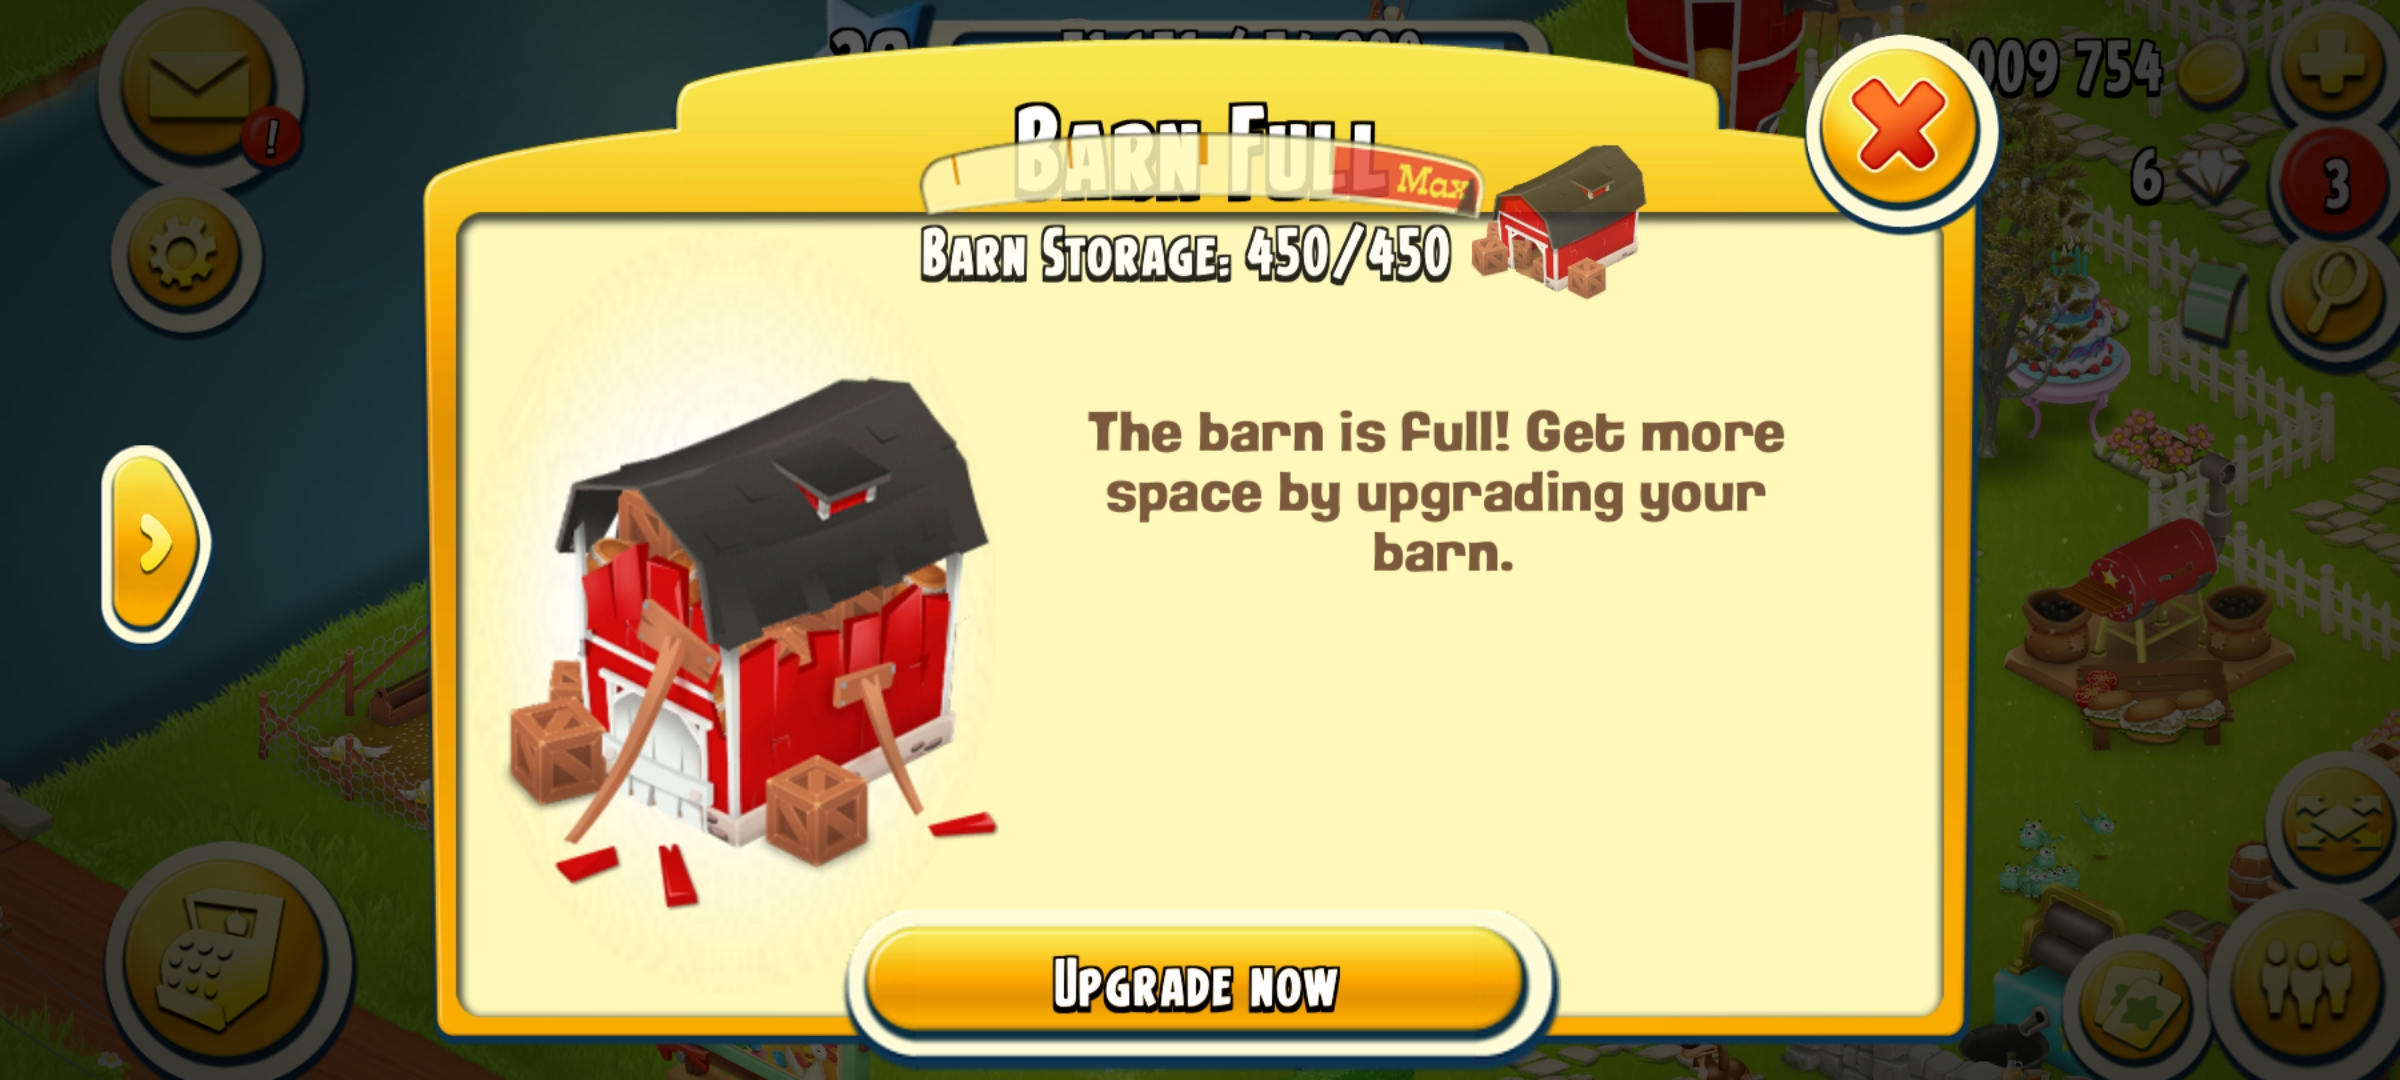 009 754
6
3
!
Barn Full
Max
Barn Storage: 450/450
The barn is full! Get more
space by upgrading your
barn.
Upgrade now